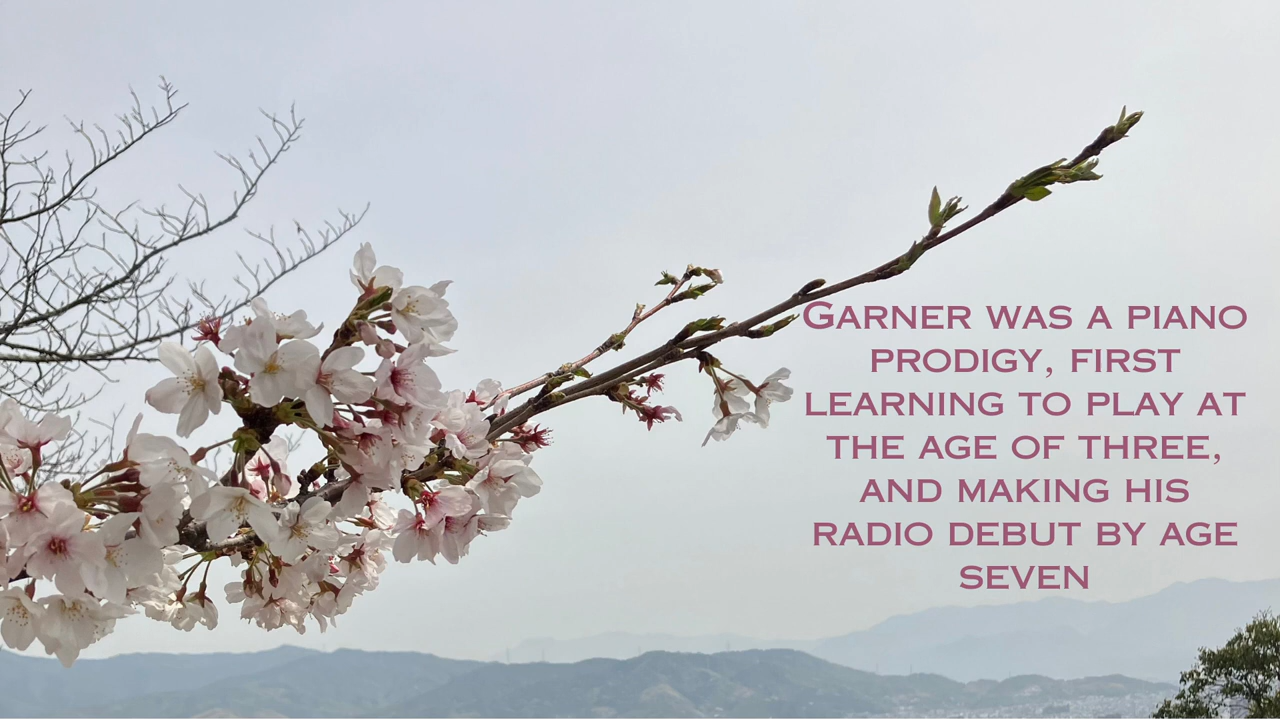 Garner was a piano
prodigy, first
learning to play at
the age of three,
and making his
radio debut by age
seven